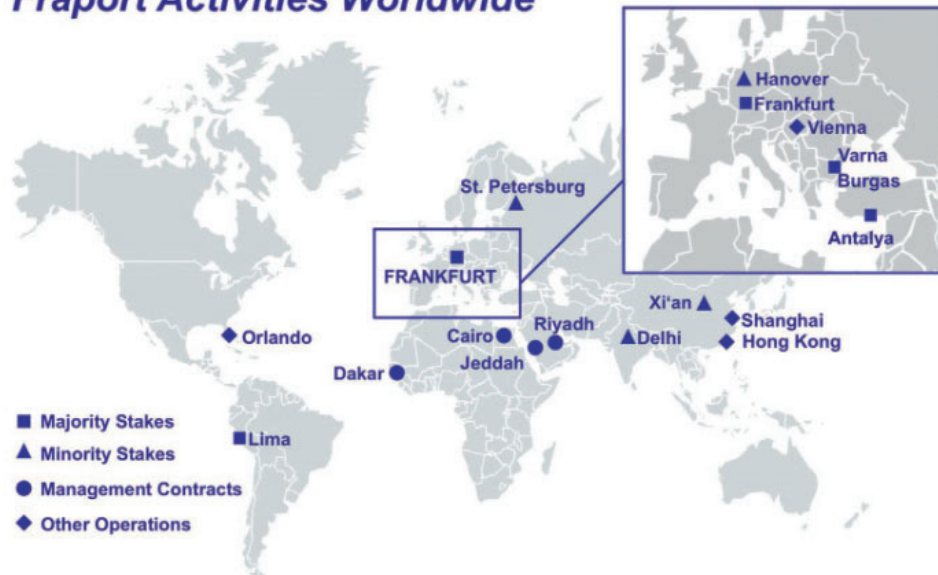 Fraport Activities Worldwide
Hanover
Frankfurt
Vienna
Varna
Burgas
Antalya
St. Petersburg
FRANKFURT
Xi'an
Shanghai
Hong Kong
Delhi
Riyadh
Cairo
Jeddah
Dakar
Orlando
Lima
Majority Stakes
Minority Stakes
Management Contracts
Other Operations